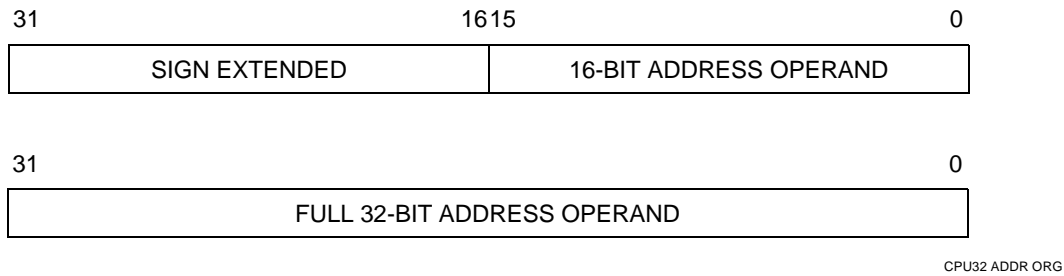 31 1615 0
SIGN EXTENDED 16-BIT ADDRESS OPERAND
31 0
FULL 32-BIT ADDRESS OPERAND
CPU32 ADDR ORG